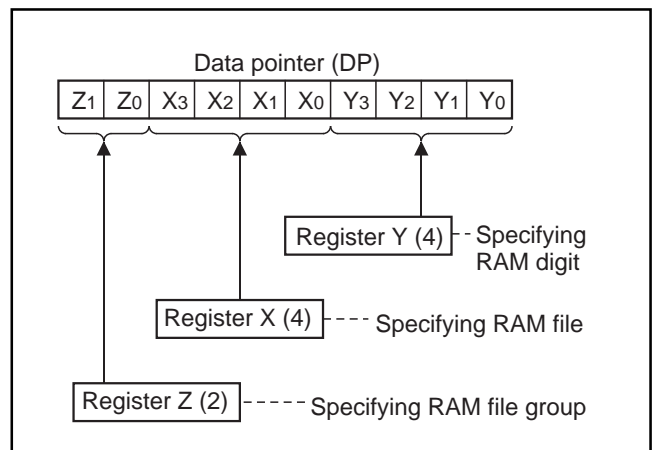 Data pointer (DP)
Z1 Z0 X3 X2 X1 X0 Y3 Y2 Y1 Y0
Register Y (4)
Specifying
RAM digit
Register X (4)
Specifying RAM file
Register Z (2)
Specifying RAM file group